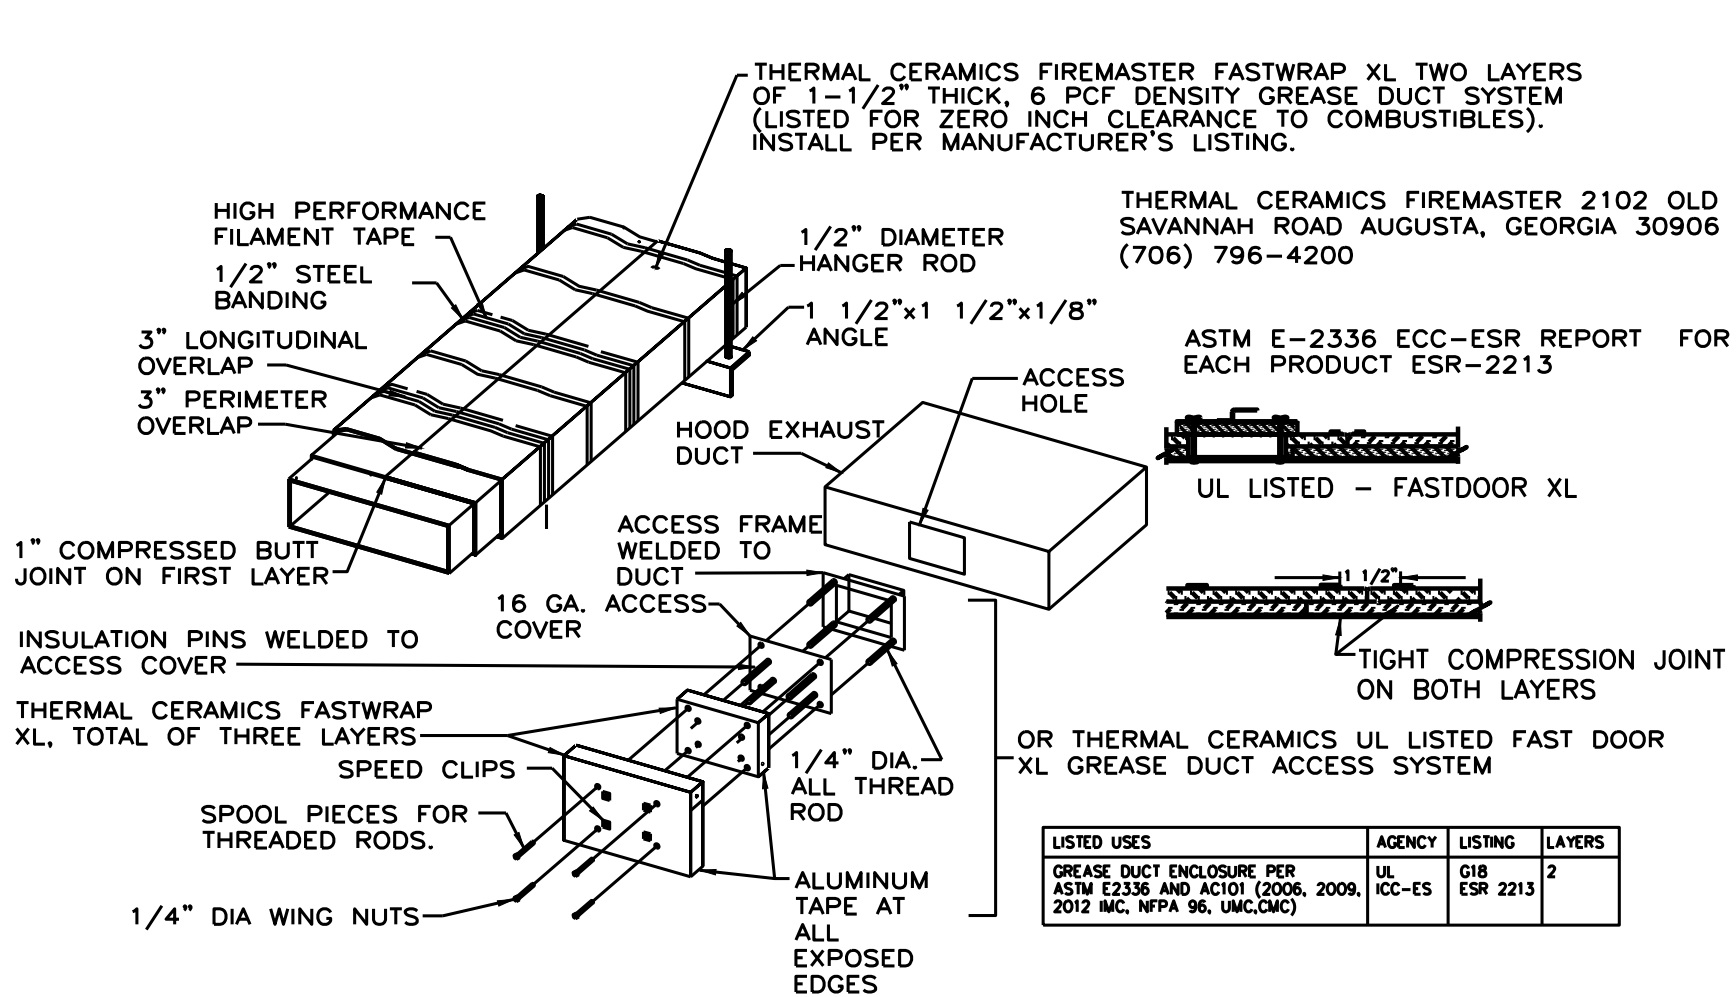 THERMAL CERAMICS FIREMASTER FASTWRAP XL TWO LAYERS
OF 1-1/2" THICK, 6 PCF DENSITY GREASE DUCT SYSTEM
(LISTED FOR ZERO INCH CLEARANCE TO COMBUSTIBLES).
INSTALL PER MANUFACTURER'S LISTING.
THERMAL CERAMICS FIREMASTER 2102 OLD
SAVANNAH ROAD AUGUSTA, GEORGIA 30906
(706) 796-4200
HIGH PERFORMANCE
FILAMENT TAPE
1/2" STEEL
BANDING
3" LONGITUDINAL
OVERLAP
3" PERIMETER
OVERLAP
1/2" DIAMETER
HANGER ROD
1 1/2"x1 1/2"x1/8"
ANGLE
ASTM E-2336 ECC-ESR REPORT FOR
EACH PRODUCT ESR-2213
ACCESS
HOLE
HOOD EXHAUST
DUCT
UL LISTED - FASTDOOR XL
1" COMPRESSED BUTT
JOINT ON FIRST LAYER
ACCESS FRAME
WELDED TO
DUCT
16 GA. ACCESS
COVER
1 1/2"
TIGHT COMPRESSION JOINT
ON BOTH LAYERS
INSULATION PINS WELDED TO
ACCESS COVER
THERMAL CERAMICS FASTWRAP
XL, TOTAL OF THREE LAYERS
SPEED CLIPS
SPOOL PIECES FOR
THREADED RODS.
1/4" DIA WING NUTS
1/4" DIA.
ALL THREAD
ROD
OR THERMAL CERAMICS UL LISTED FAST DOOR
XL GREASE DUCT ACCESS SYSTEM
ALUMINUM
TAPE AT
ALL
EXPOSED
EDGES
LISTED USES AGENCY LISTING LAYERS
GREASE DUCT ENCLOSURE PER UL G18 2
ASTM E2336 AND AC101 (2006, 2009, ICC-ES ESR 2213
2012 IMC, NFPA 96, UMC,CMC)